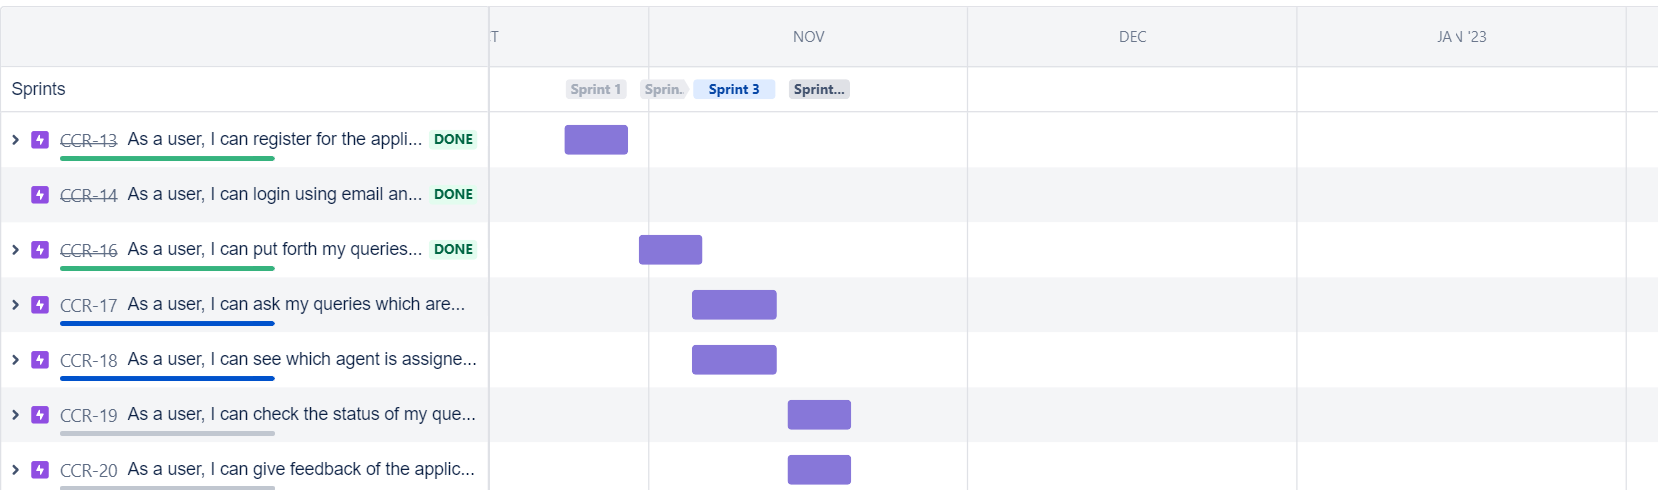 T NOV DEC JAN '23
Sprints Sprint 1 Sprin... Sprint 3 Sprint...
CCR-13 As a user, I can register for the appli... DONE
CCR-14 As a user, I can login using email an... DONE
CCR-16 As a user, I can put forth my queries... DONE
CCR-17 As a user, I can ask my queries which are...
CCR-18 As a user, I can see which agent is assigne...
CCR-19 As a user, I can check the status of my que...
CCR-20 As a user, I can give feedback of the applic...